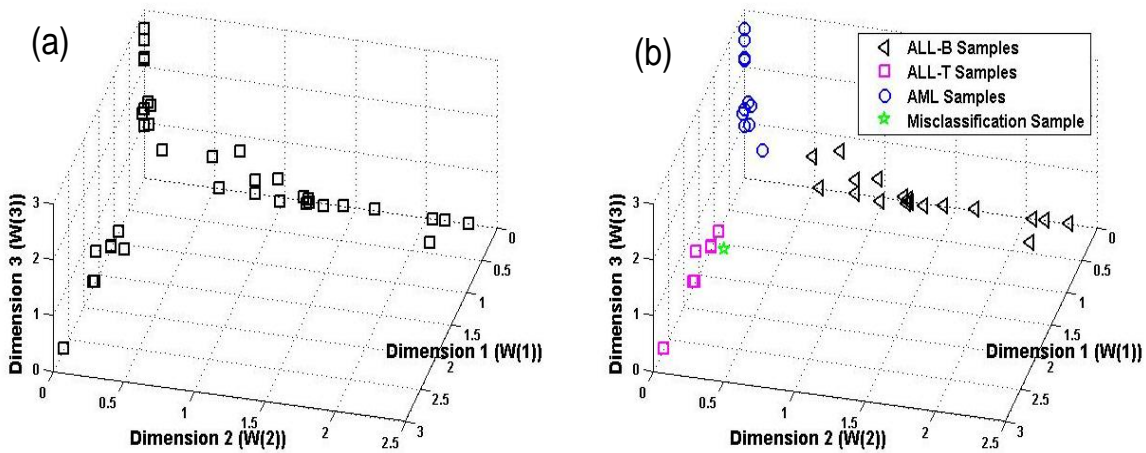 (a)
Dimension 3 (W(3))
3
2
1
0
0
0.5
1
1.5
2
2.5
Dimension 2 (W(2))
0
0.5
1
1.5
2
2.5
3
Dimension 1 (W(1))
(b)
ALL-B Samples
ALL-T Samples
AML Samples
Misclassification Sample
Dimension 3 (W(3))
3
2
1
0
0
0.5
1
1.5
2
2.5
Dimension 2 (W(2))
0
0.5
1
1.5
2
2.5
3
Dimension 1 (W(1))